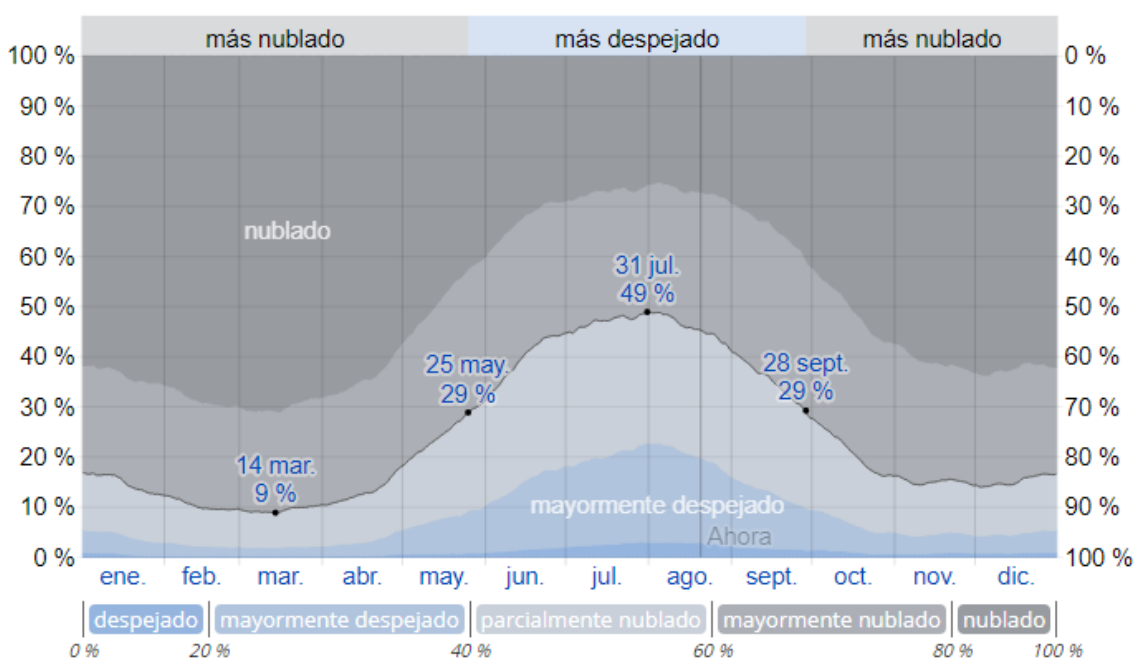 más nublado más despejado más nublado
100 % 0 %
90 % 10 %
80 % 20 %
70 % 30 %
nublado
60 % 40 %
31 jul.
49 %
50 % 50 %
40 % 60 %
25 may. 28 sept.
29 % 29 %
30 % 70 %
20 % 80 %
14 mar.
9 %
10 % 90 %
mayormente despejado
Ahora
0 % 100 %
ene. feb. mar. abr. may. jun. jul. ago. sept. oct. nov. dic.
despejado mayormente despejado parcialmente nublado mayormente nublado nublado
0 % 20 % 40 % 60 % 80 % 100 %